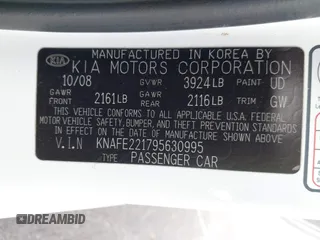 MANUFACTURED IN KOREA BY
KIA KIA MOTORS CORPORATION
10/08 GVWR 3924LB PAINT UD
GAWR FRONT 2161LB GAWR REAR 2116LB TRIM GW
THIS VEHICLE CONFORMS TO ALL APPLICABLE U.S.A. FEDERAL
MOTOR VEHICLE SAFETY, BUMPER, AND THEFT PREVENTION
STANDARDS IN EFFECT ON THE DATE OF MANUFACTURE
SHOWN ABOVE.
V.I.N KNAFE221795630995
TYPE PASSENGER CAR
DREAMBID